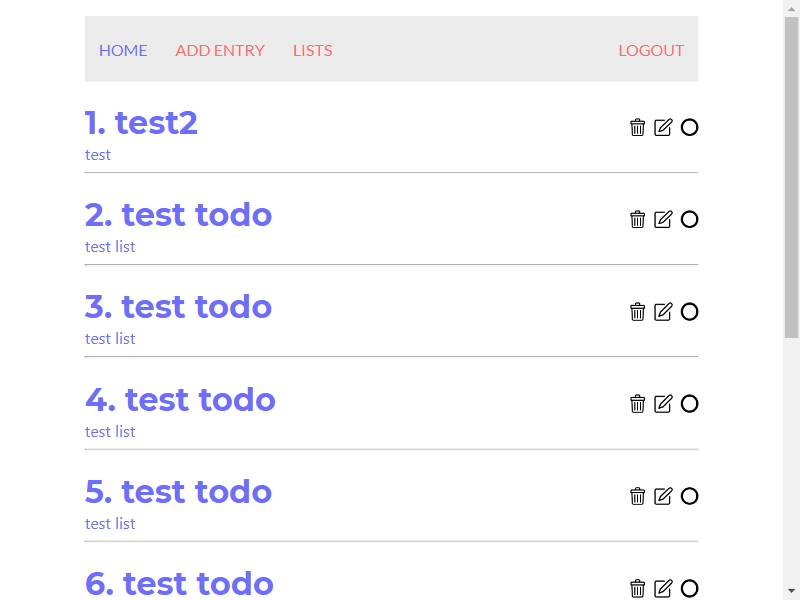 HOME ADD ENTRY LISTS LOGOUT
1. test2
test
2. test todo
test list
3. test todo
test list
4. test todo
test list
5. test todo
test list
6. test todo